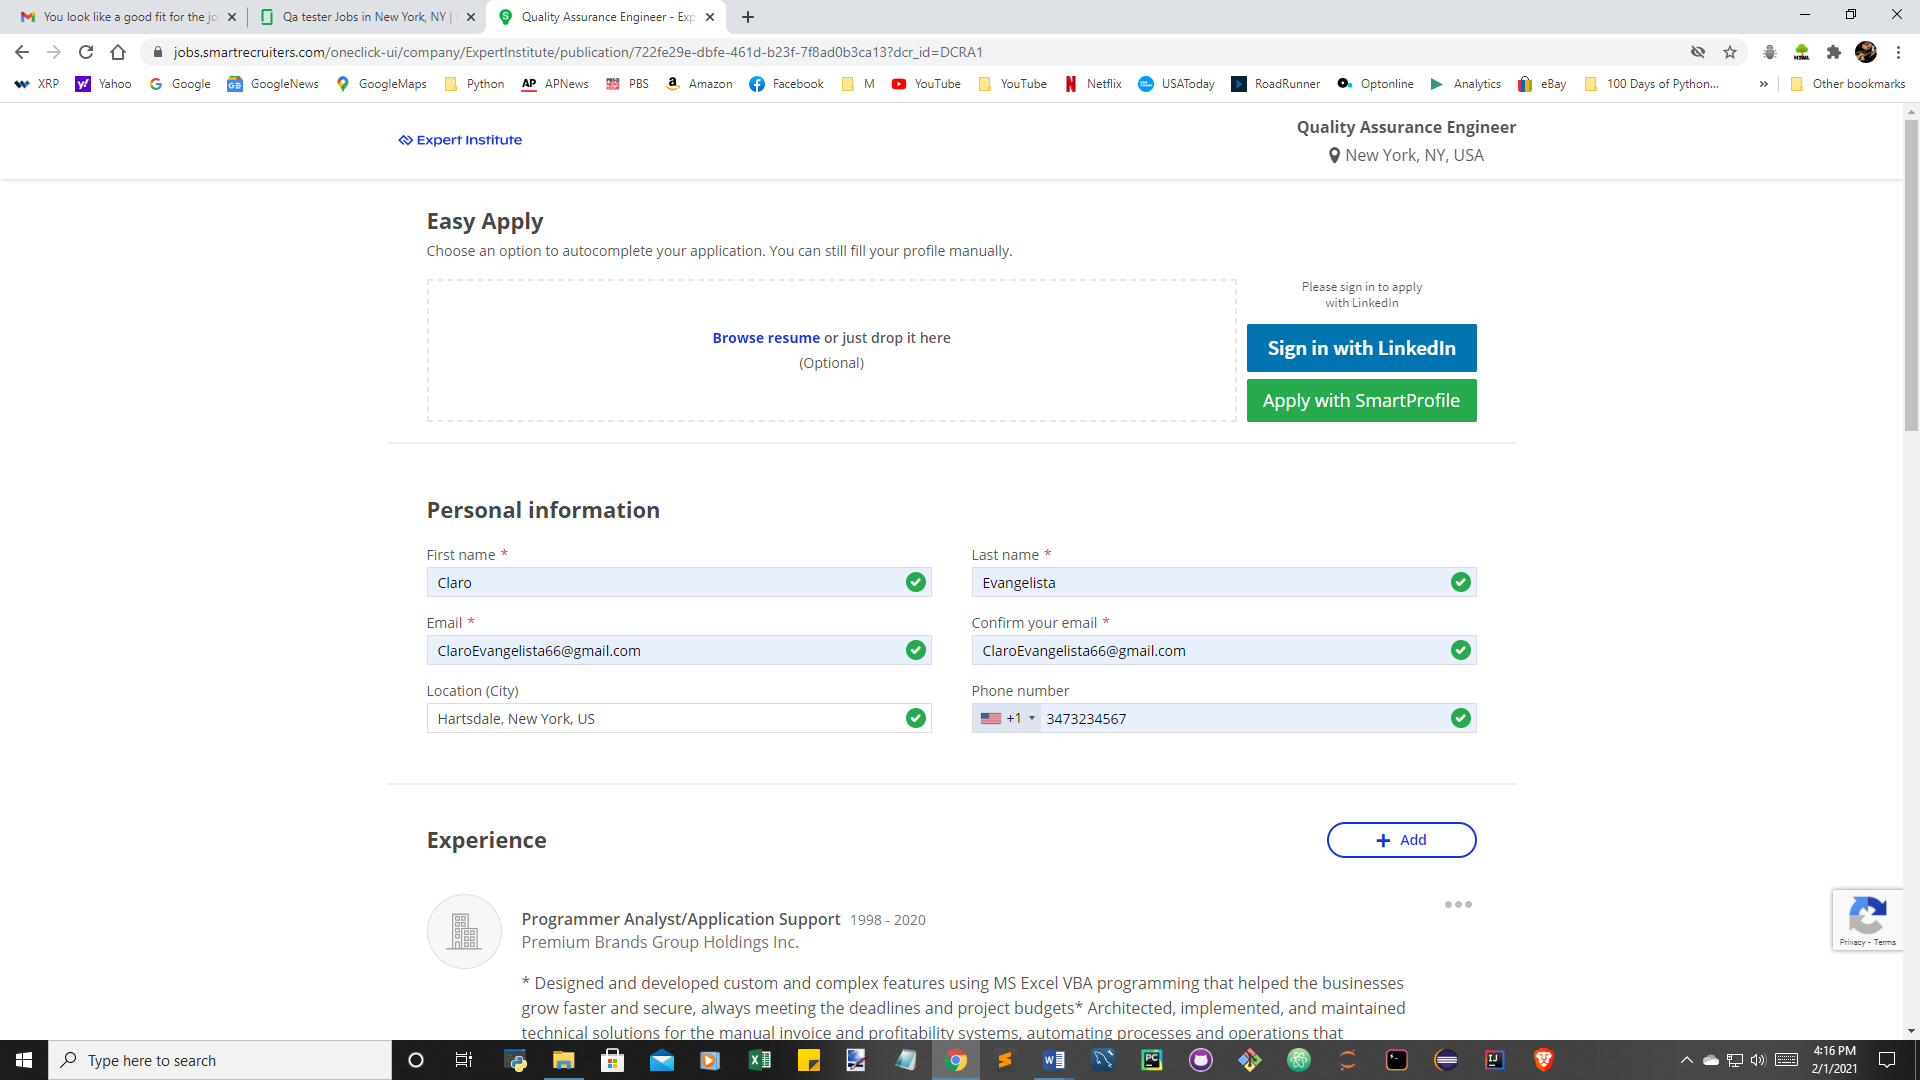 You look like a good fit for the jo
Qa tester Jobs in New York, NY |
Quality Assurance Engineer - Exp
jobs.smartrecruiters.com/oneclick-ui/company/ExpertInstitute/publication/722fe29e-dbfe-461d-b23f-7f8ad0b3ca13?dcr_id=DCRA1
XRP Yahoo Google GoogleNews GoogleMaps Python APNews PBS Amazon Facebook M YouTube YouTube Netflix USAToday RoadRunner Optonline Analytics eBay 100 Days of Python... » Other bookmarks
Expert Institute
Quality Assurance Engineer
New York, NY, USA
Easy Apply
Choose an option to autocomplete your application. You can still fill your profile manually.
Browse resume or just drop it here
(Optional)
Please sign in to apply
with LinkedIn
Sign in with LinkedIn
Apply with SmartProfile
Personal information
First name * Last name *
Claro Evangelista
Email * Confirm your email *
ClaroEvangelista66@gmail.com ClaroEvangelista66@gmail.com
Location (City) Phone number
Hartsdale, New York, US +1 3473234567
Experience
+ Add
Programmer Analyst/Application Support 1998 - 2020
Premium Brands Group Holdings Inc.
* Designed and developed custom and complex features using MS Excel VBA programming that helped the businesses
grow faster and secure, always meeting the deadlines and project budgets* Architected, implemented, and maintained
technical solutions for the manual invoice and profitability systems, automating processes and operations that
Privacy - Terms
Type here to search
4:16 PM
2/1/2021